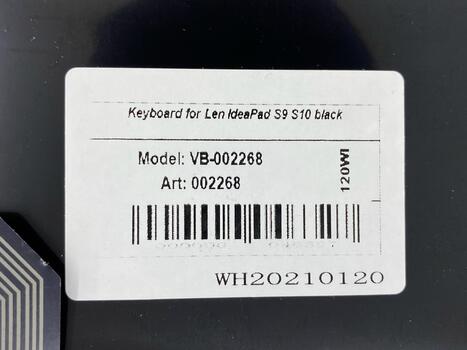 Keyboard for Len IdeaPad S9 S10 black
Model: VB-002268
Art: 002268
120WI
WH20210120